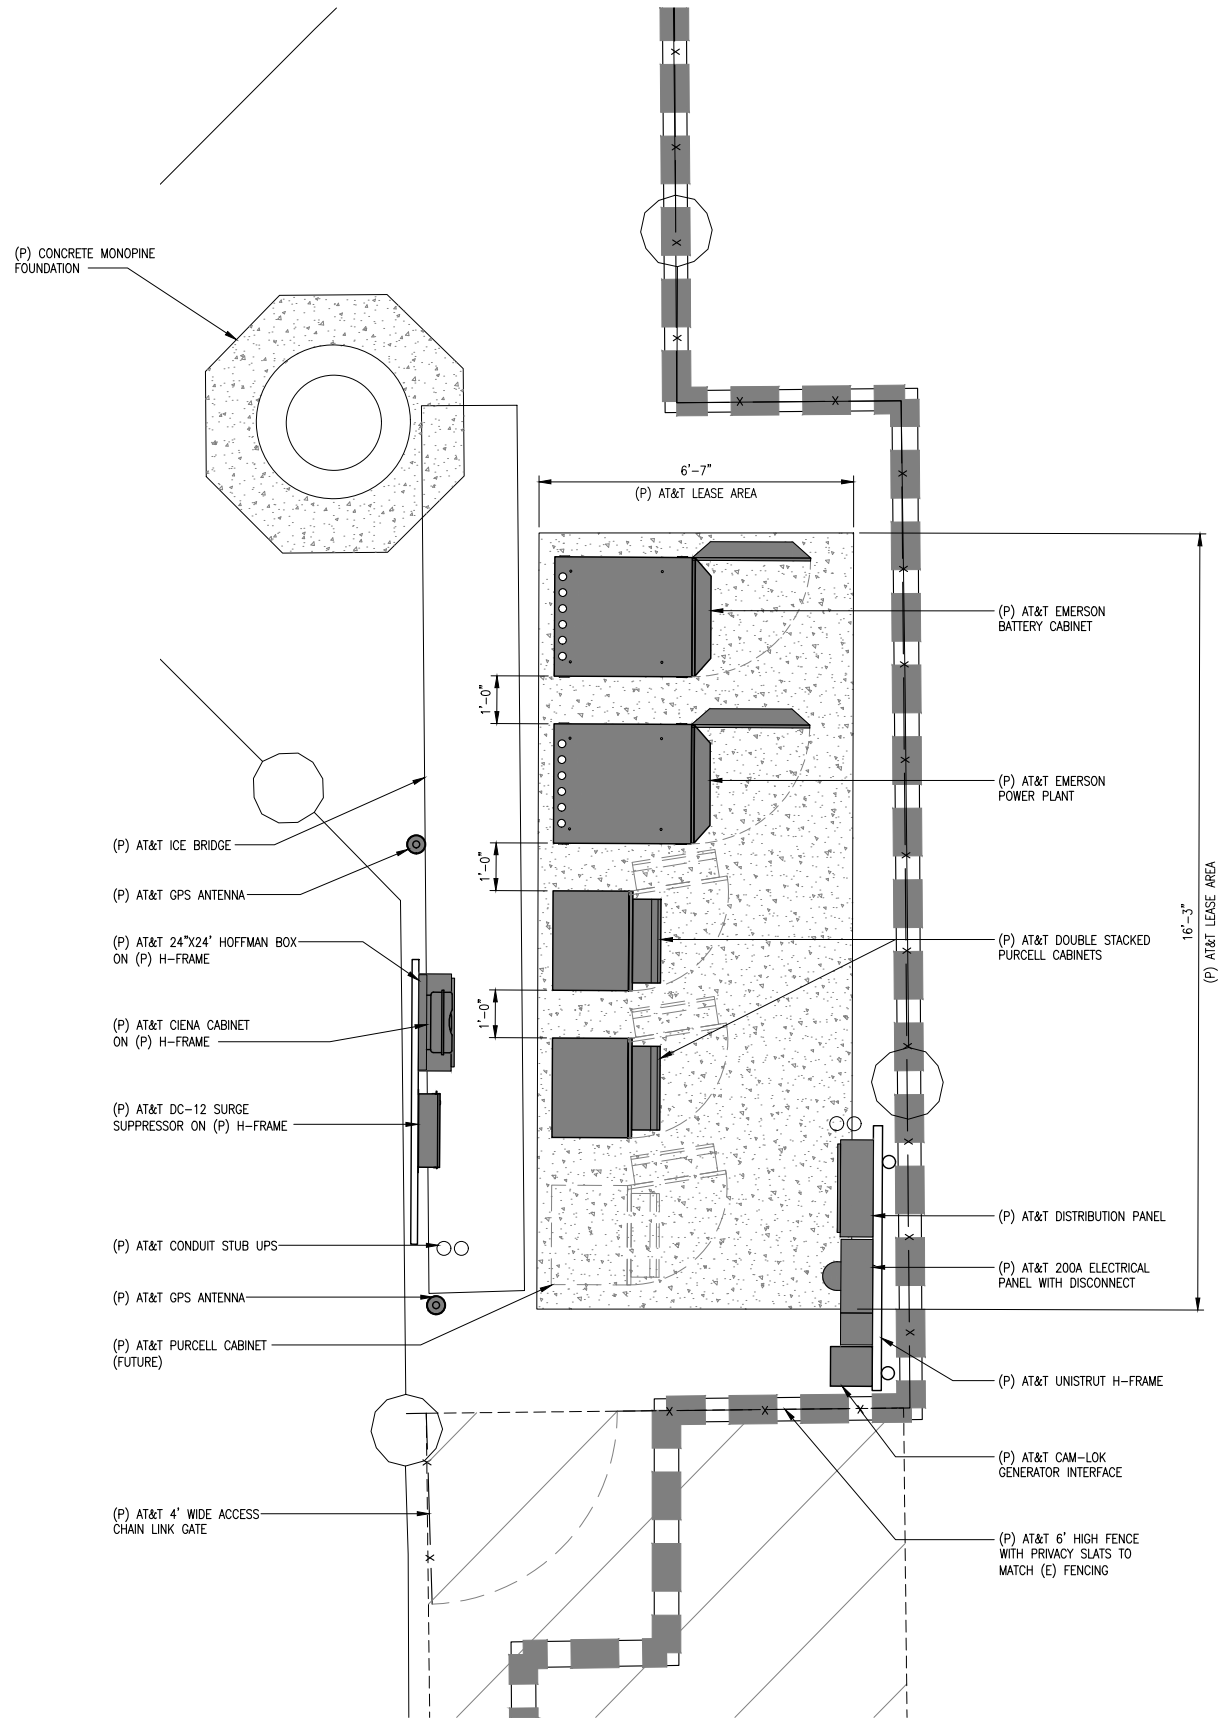 (P) CONCRETE MONOPINE
FOUNDATION
6'-7"
(P) AT&T LEASE AREA
(P) AT&T EMERSON
BATTERY CABINET
1'-0"
(P) AT&T EMERSON
POWER PLANT
(P) AT&T ICE BRIDGE
1'-0"
(P) AT&T GPS ANTENNA
16'-3"
(P) AT&T LEASE AREA
(P) AT&T 24"X24' HOFFMAN BOX
ON (P) H-FRAME
(P) AT&T DOUBLE STACKED
PURCELL CABINETS
1'-0"
(P) AT&T CIENA CABINET
ON (P) H-FRAME
(P) AT&T DC-12 SURGE
SUPPRESSOR ON (P) H-FRAME
(P) AT&T DISTRIBUTION PANEL
(P) AT&T CONDUIT STUB UPS
(P) AT&T 200A ELECTRICAL
PANEL WITH DISCONNECT
(P) AT&T GPS ANTENNA
(P) AT&T PURCELL CABINET
(FUTURE)
(P) AT&T UNISTRUT H-FRAME
(P) AT&T CAM-LOK
GENERATOR INTERFACE
(P) AT&T 4' WIDE ACCESS
CHAIN LINK GATE
(P) AT&T 6' HIGH FENCE
WITH PRIVACY SLATS TO
MATCH (E) FENCING